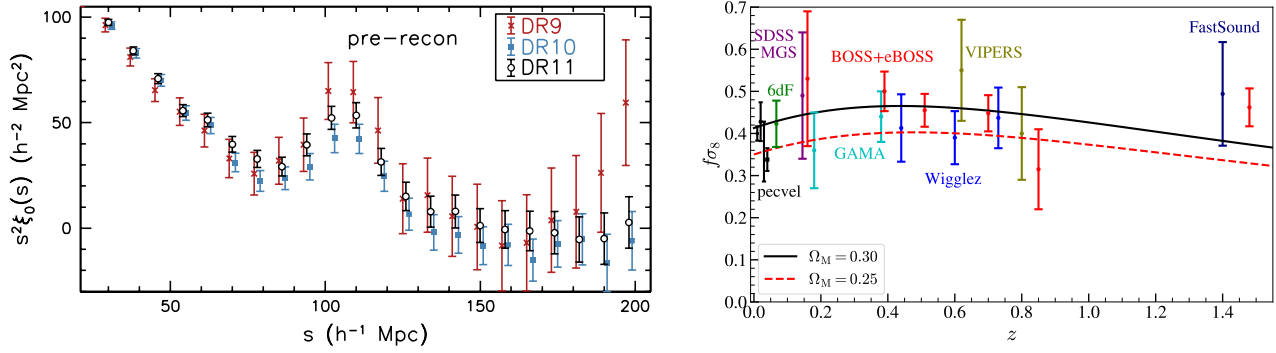 100
50
0
50
100
150
200
s²ξ₀(s) (h⁻² Mpc²)
s (h⁻¹ Mpc)
pre-recon
DR9
DR10
DR11
0.7
0.6
0.5
0.4
0.3
0.2
0.1
0.0
0.0
0.2
0.4
0.6
0.8
1.0
1.2
1.4
fσ₈
z
SDSS
MGS
BOSS+eBOSS
VIPERS
FastSound
6dF
GAMA
Wigglez
pecvel
Ω_M = 0.30
Ω_M = 0.25